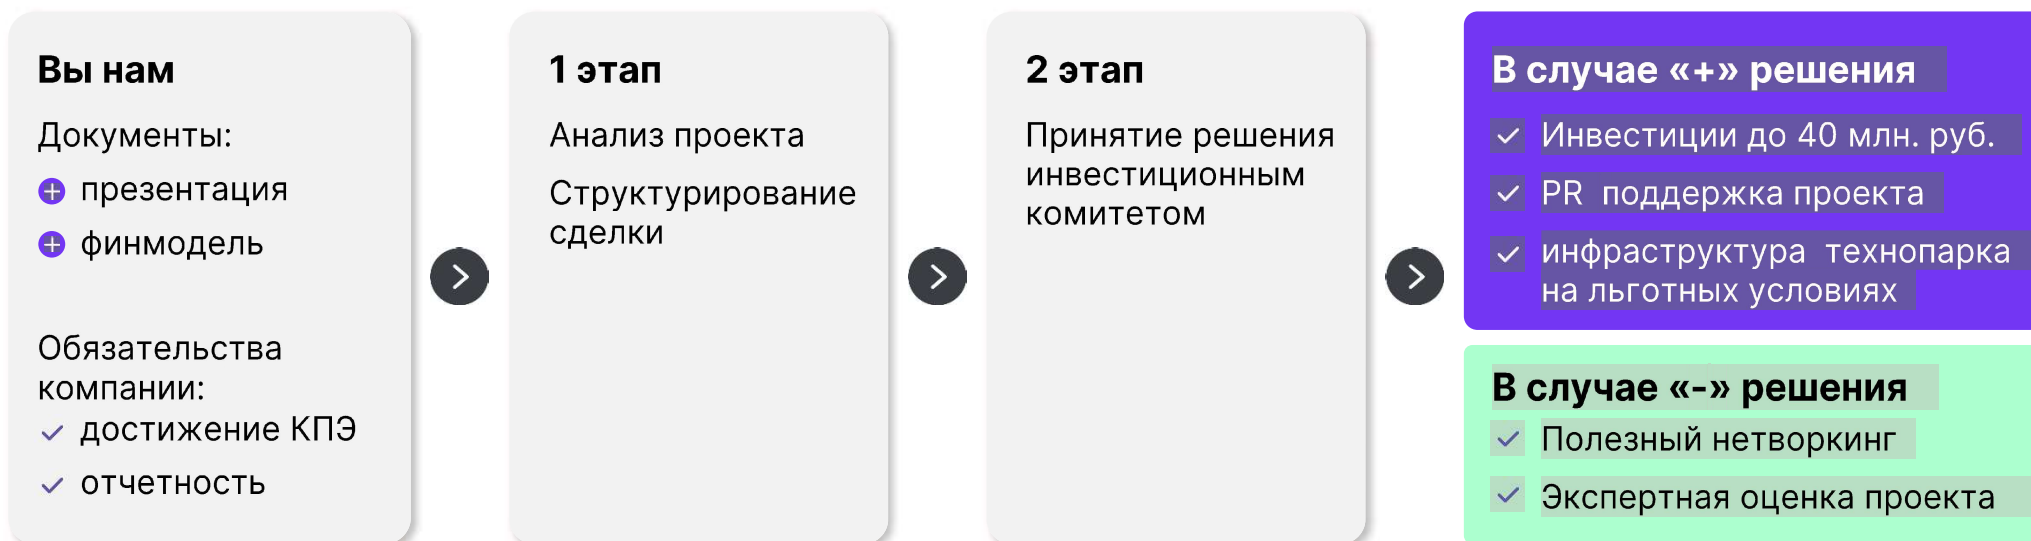 Вы нам
Документы:
презентация
финмодель
Обязательства
компании:
достижение КПЭ
отчетность
1 этап
Анализ проекта
Структурирование
сделки
2 этап
Принятие решения
инвестиционным
комитетом
В случае «+» решения
Инвестиции до 40 млн. руб.
PR поддержка проекта
инфраструктура технопарка
на льготных условиях
В случае «-» решения
Полезный нетворкинг
Экспертная оценка проекта